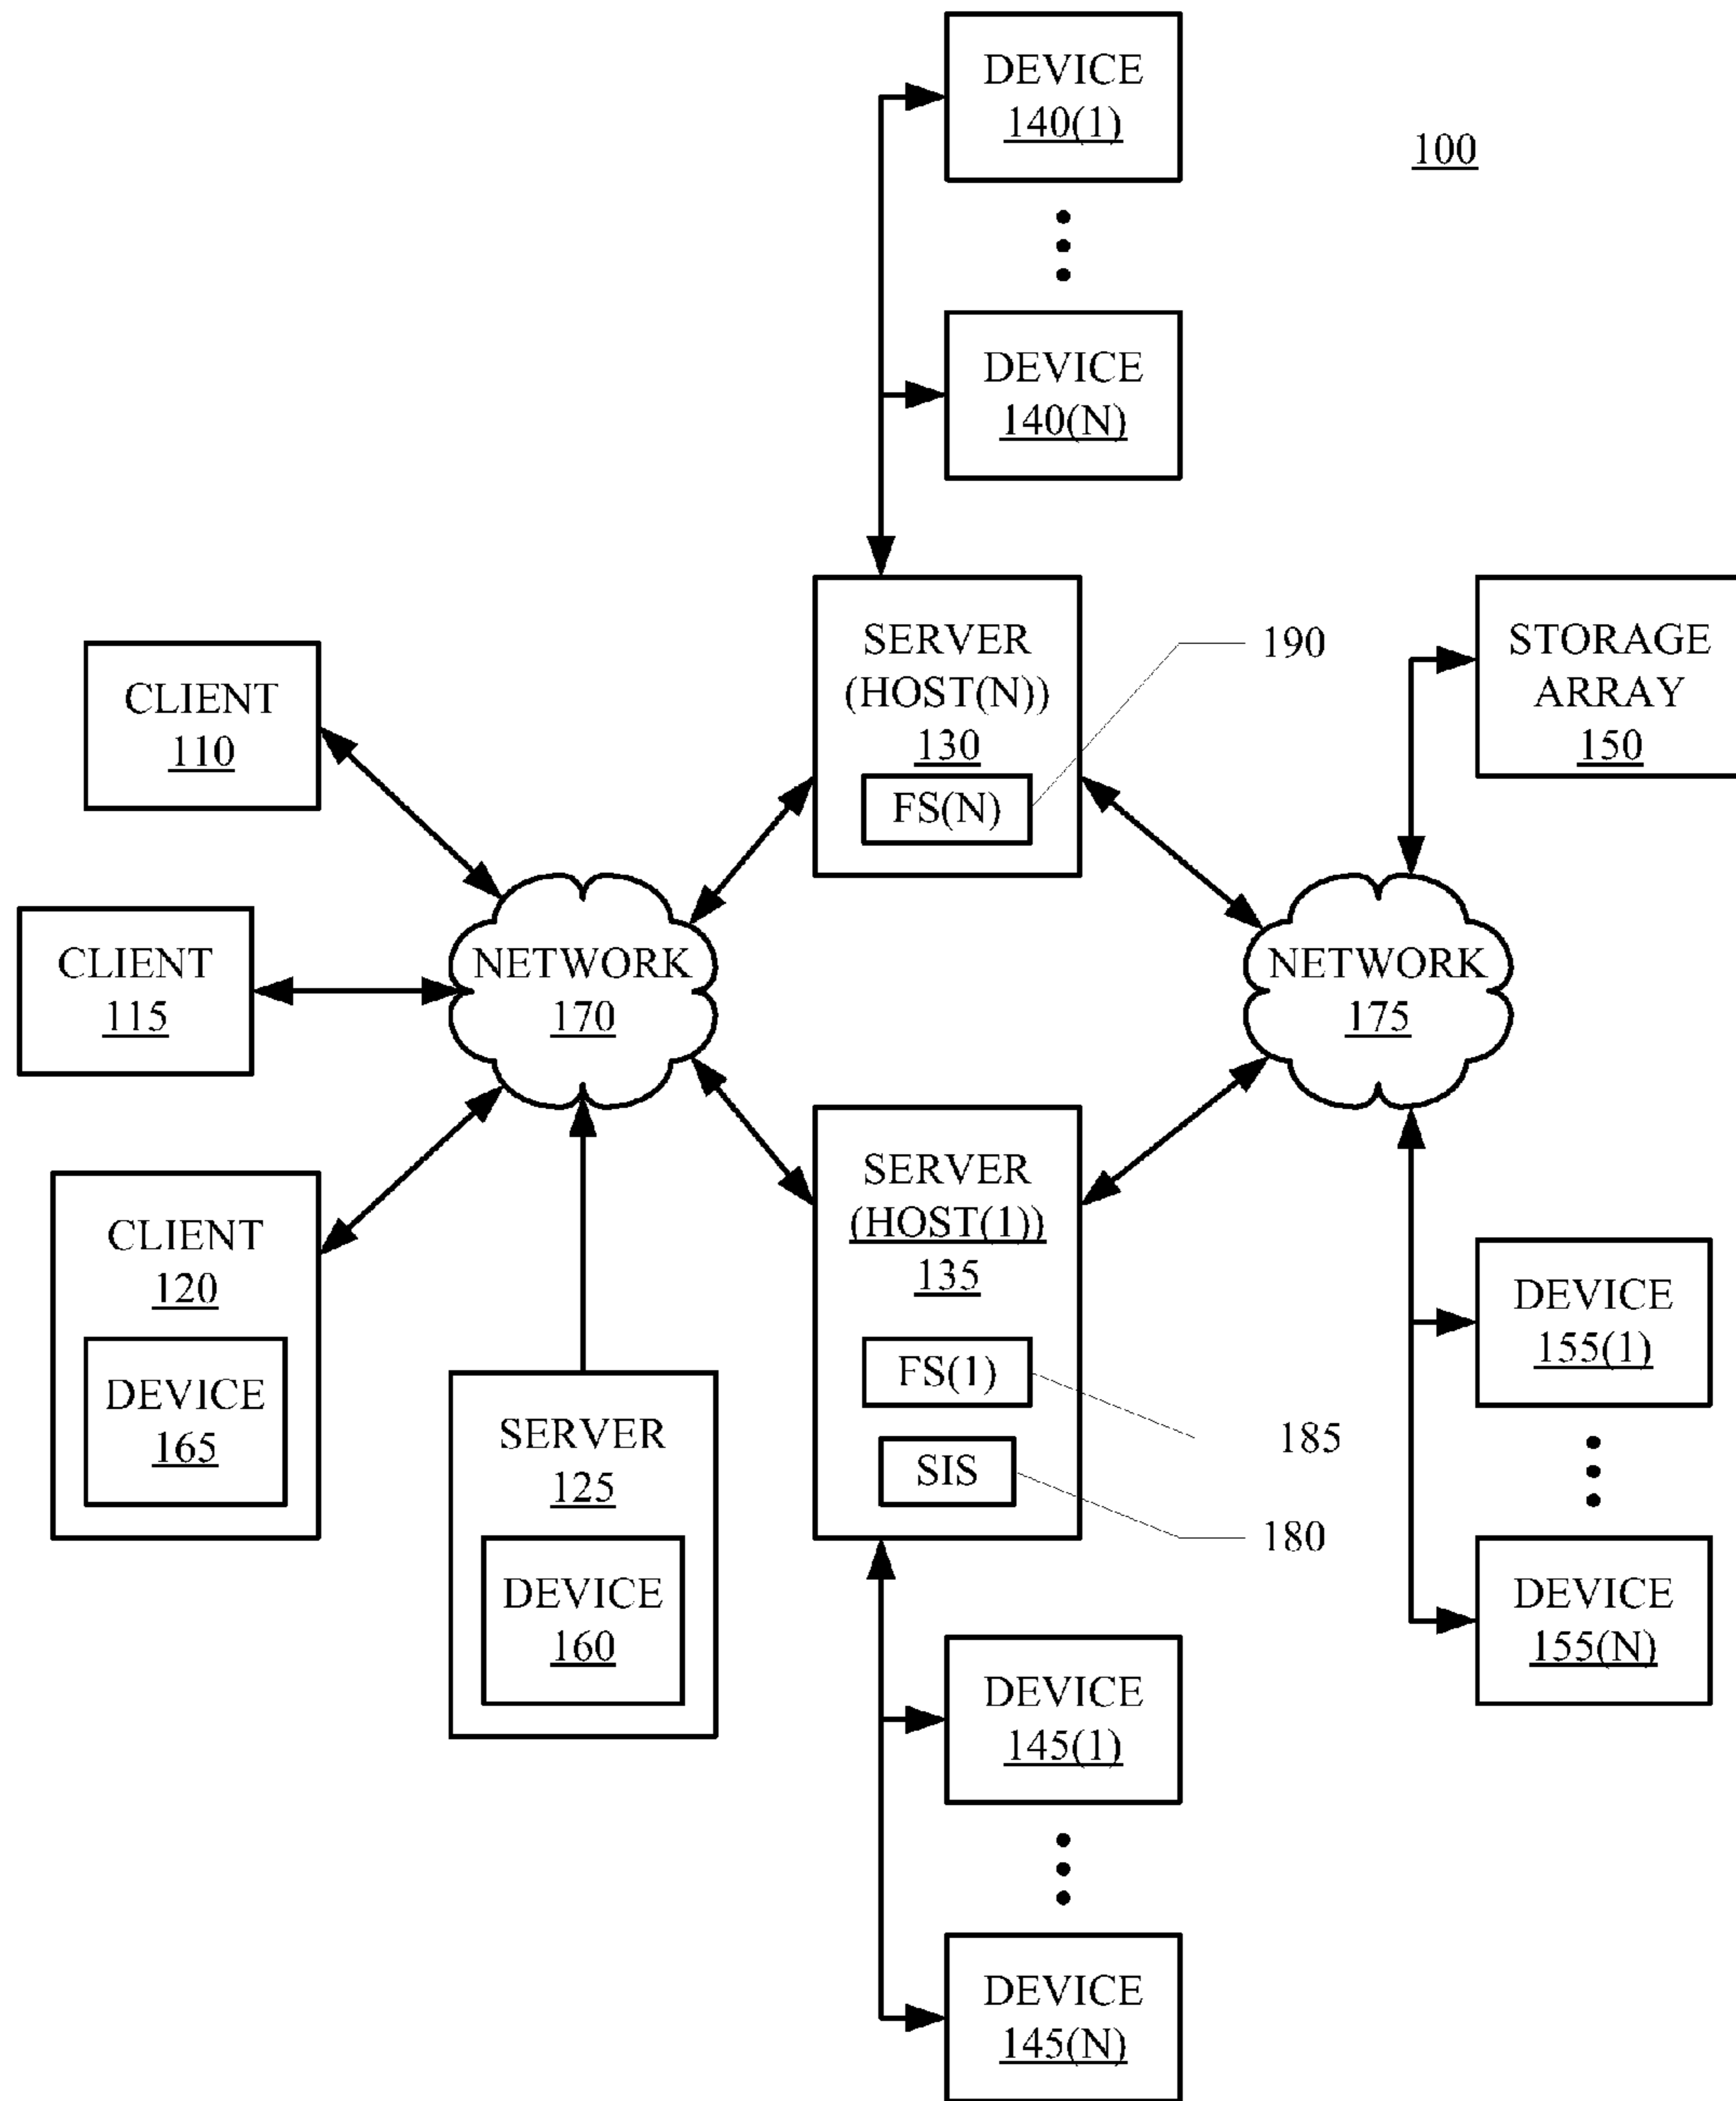 DEVICE
140(1)
100
DEVICE
140(N)
SERVER
(HOST(N))
130
FS(N)
190
STORAGE
ARRAY
150
CLIENT
110
CLIENT
115
NETWORK
170
NETWORK
175
CLIENT
120
DEVICE
165
SERVER
125
DEVICE
160
SERVER
(HOST(1))
135
FS(1)
185
SIS
180
DEVICE
155(1)
DEVICE
155(N)
DEVICE
145(1)
DEVICE
145(N)